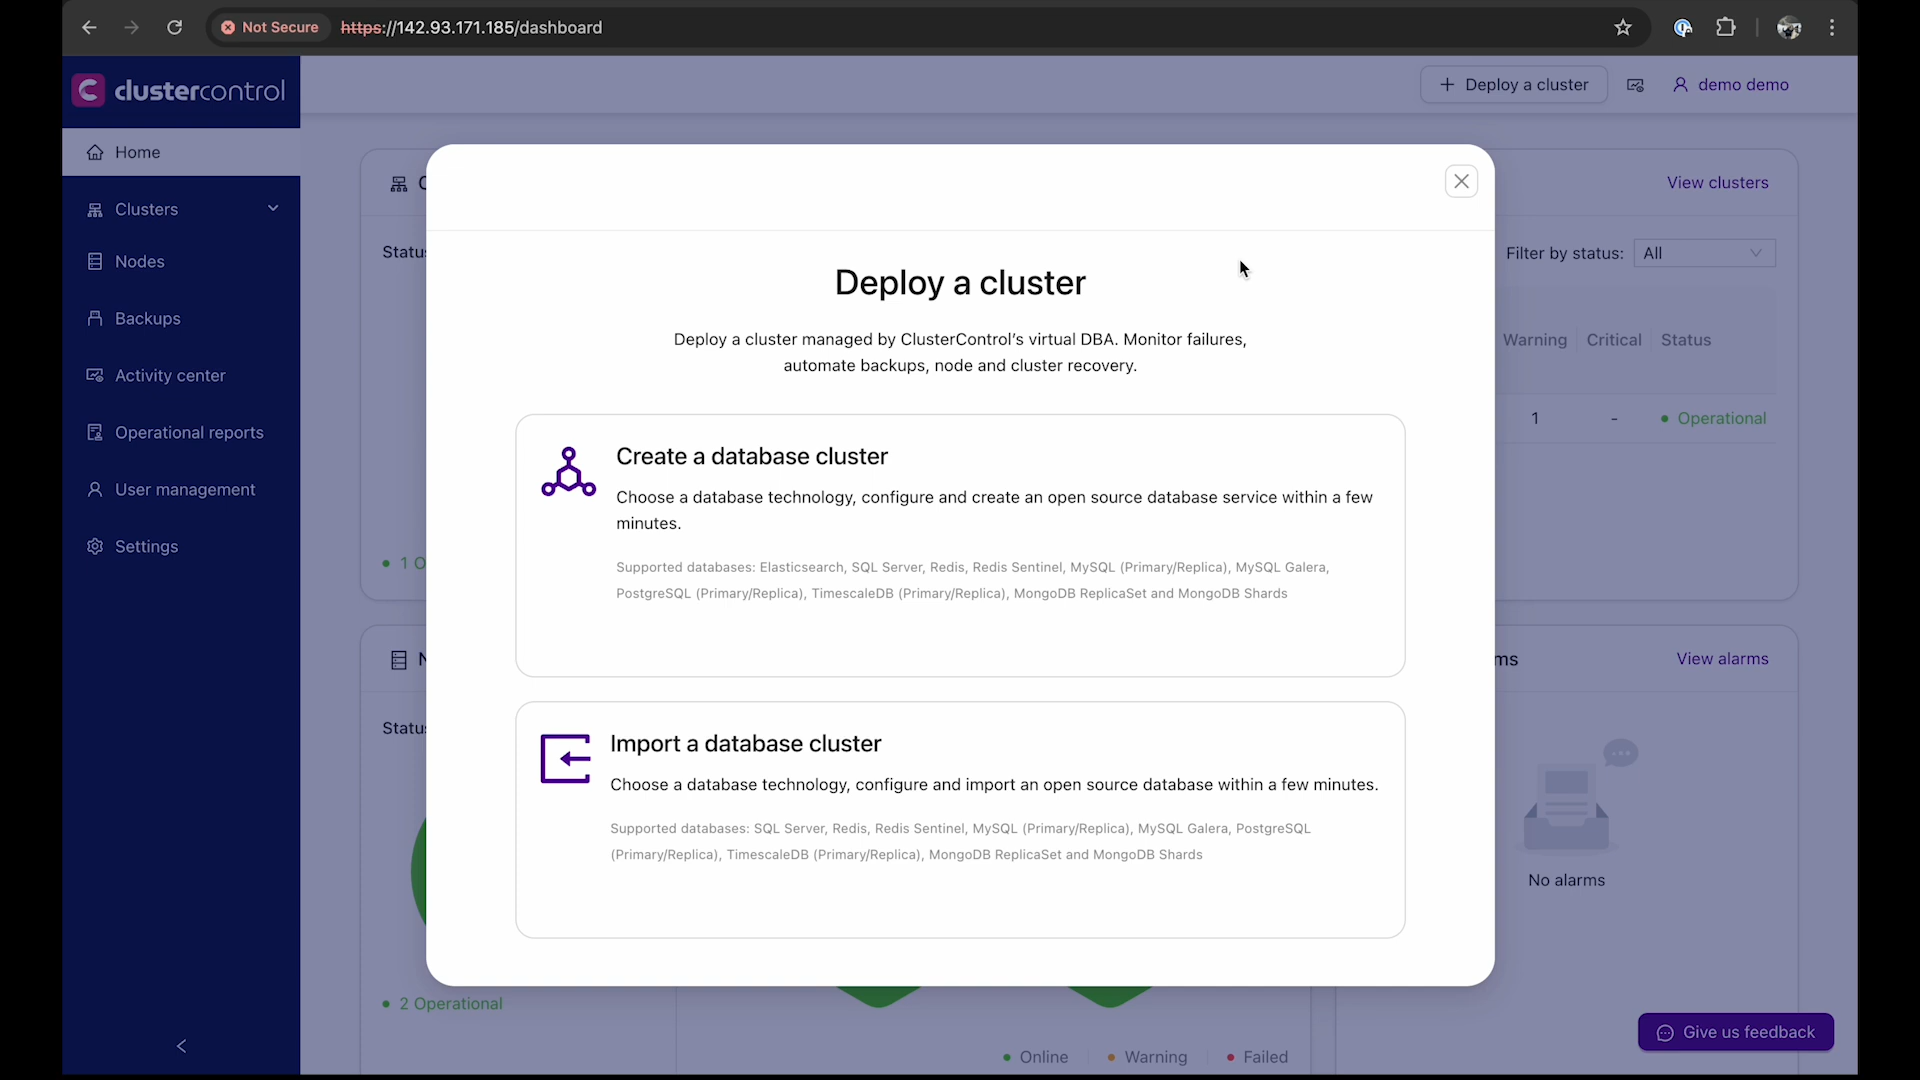 Not Secure https://142.93.171.185/dashboard
clustercontrol
Deploy a cluster
demo demo
Home
Clusters
Nodes
Backups
Activity center
Operational reports
User management
Settings
View clusters
Filter by status: All
Warning Critical Status
1 - Operational
Deploy a cluster
Deploy a cluster managed by ClusterControl's virtual DBA. Monitor failures,
automate backups, node and cluster recovery.
Create a database cluster
Choose a database technology, configure and create an open source database service within a few
minutes.
Supported databases: Elasticsearch, SQL Server, Redis, Redis Sentinel, MySQL (Primary/Replica), MySQL Galera,
PostgreSQL (Primary/Replica), TimescaleDB (Primary/Replica), MongoDB ReplicaSet and MongoDB Shards
Import a database cluster
Choose a database technology, configure and import an open source database within a few minutes.
Supported databases: SQL Server, Redis, Redis Sentinel, MySQL (Primary/Replica), MySQL Galera, PostgreSQL
(Primary/Replica), TimescaleDB (Primary/Replica), MongoDB ReplicaSet and MongoDB Shards
View alarms
No alarms
2 Operational
Online Warning Failed
Give us feedback